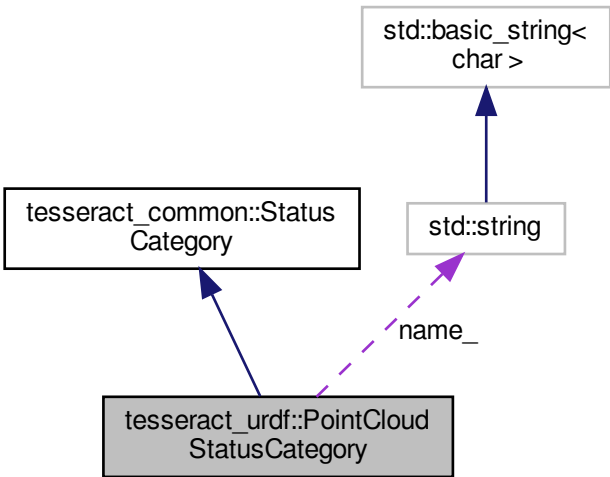 std::basic_string<
char >
tesseract_common::Status
Category
std::string
name_
tesseract_urdf::PointCloud
StatusCategory